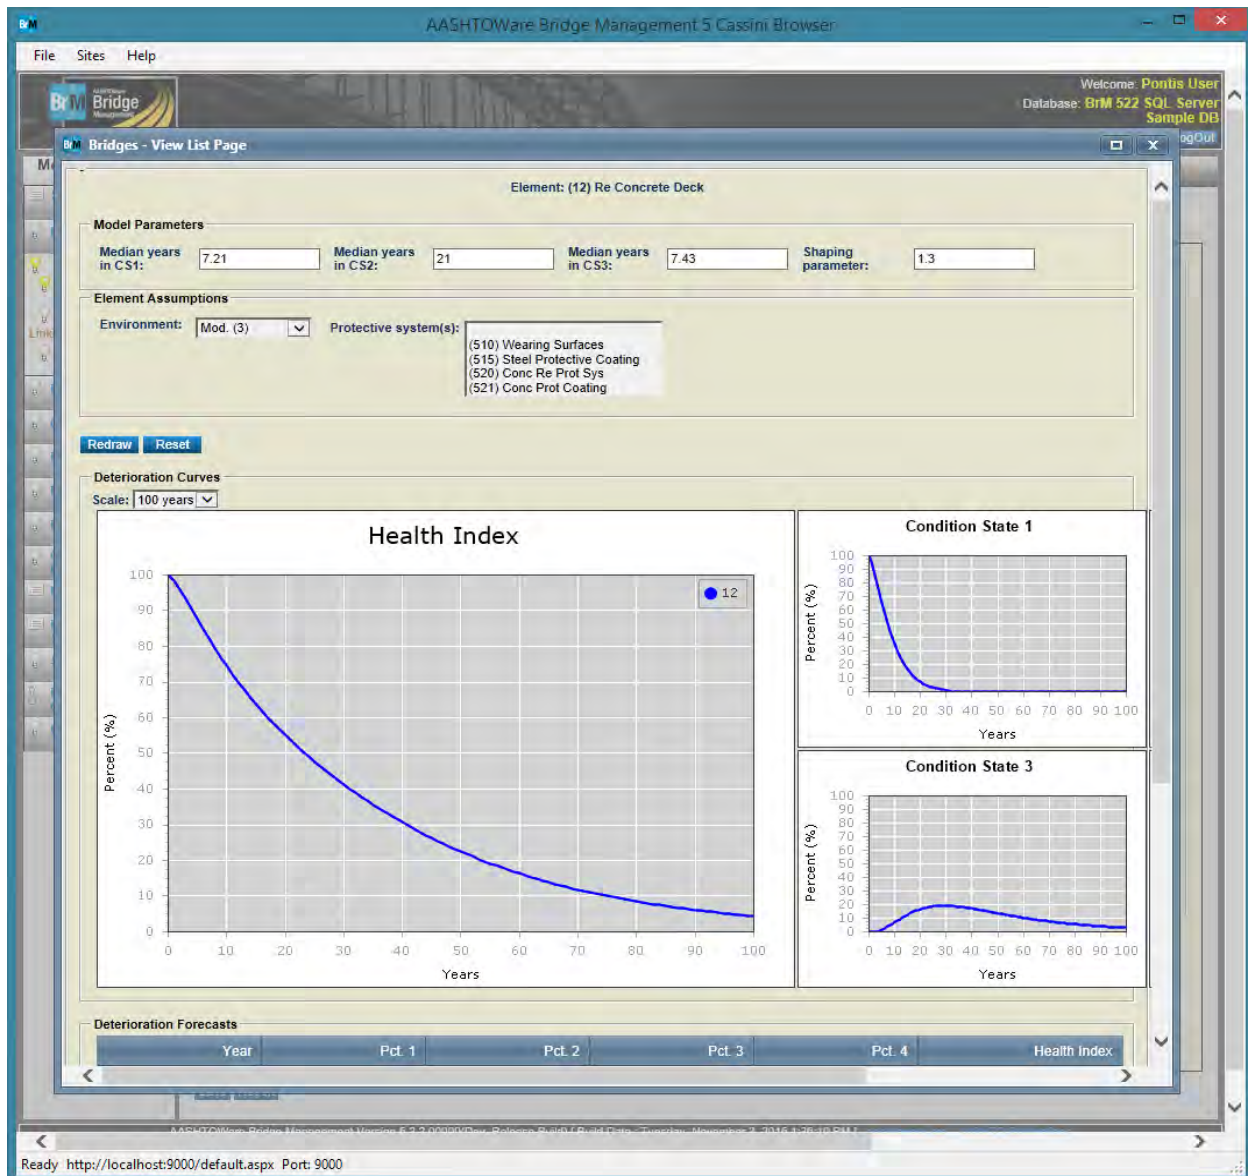 BrM AASHTOWare Bridge Management 5 Cassini Browser
File Sites Help
Welcome: Pontis User
BrM Bridge
Database: BrM 522 SQL Server
Sample DB
BrM Bridges - View List Page
Element: (12) Re Concrete Deck
Model Parameters
Median years in CS1: 7.21 Median years in CS2: 21 Median years in CS3: 7.43 Shaping parameter: 1.3
Element Assumptions
Environment: Mod. (3) Protective system(s):
(510) Wearing Surfaces
(515) Steel Protective Coating
(520) Conc Re Prot Sys
(521) Conc Prot Coating
Redraw Reset
Deterioration Curves
Scale: 100 years
Health Index
12
100
90
80
70
60
50
40
30
20
10
0
Percent (%)
0 10 20 30 40 50 60 70 80 90 100
Years
Condition State 1
100
90
80
70
60
50
40
30
20
10
0
Percent (%)
0 10 20 30 40 50 60 70 80 90 100
Years
Condition State 3
100
90
80
70
60
50
40
30
20
10
0
Percent (%)
0 10 20 30 40 50 60 70 80 90 100
Years
Deterioration Forecasts
Year Pct. 1 Pct. 2 Pct. 3 Pct. 4 Health Index
Ready http://localhost:9000/default.aspx Port: 9000